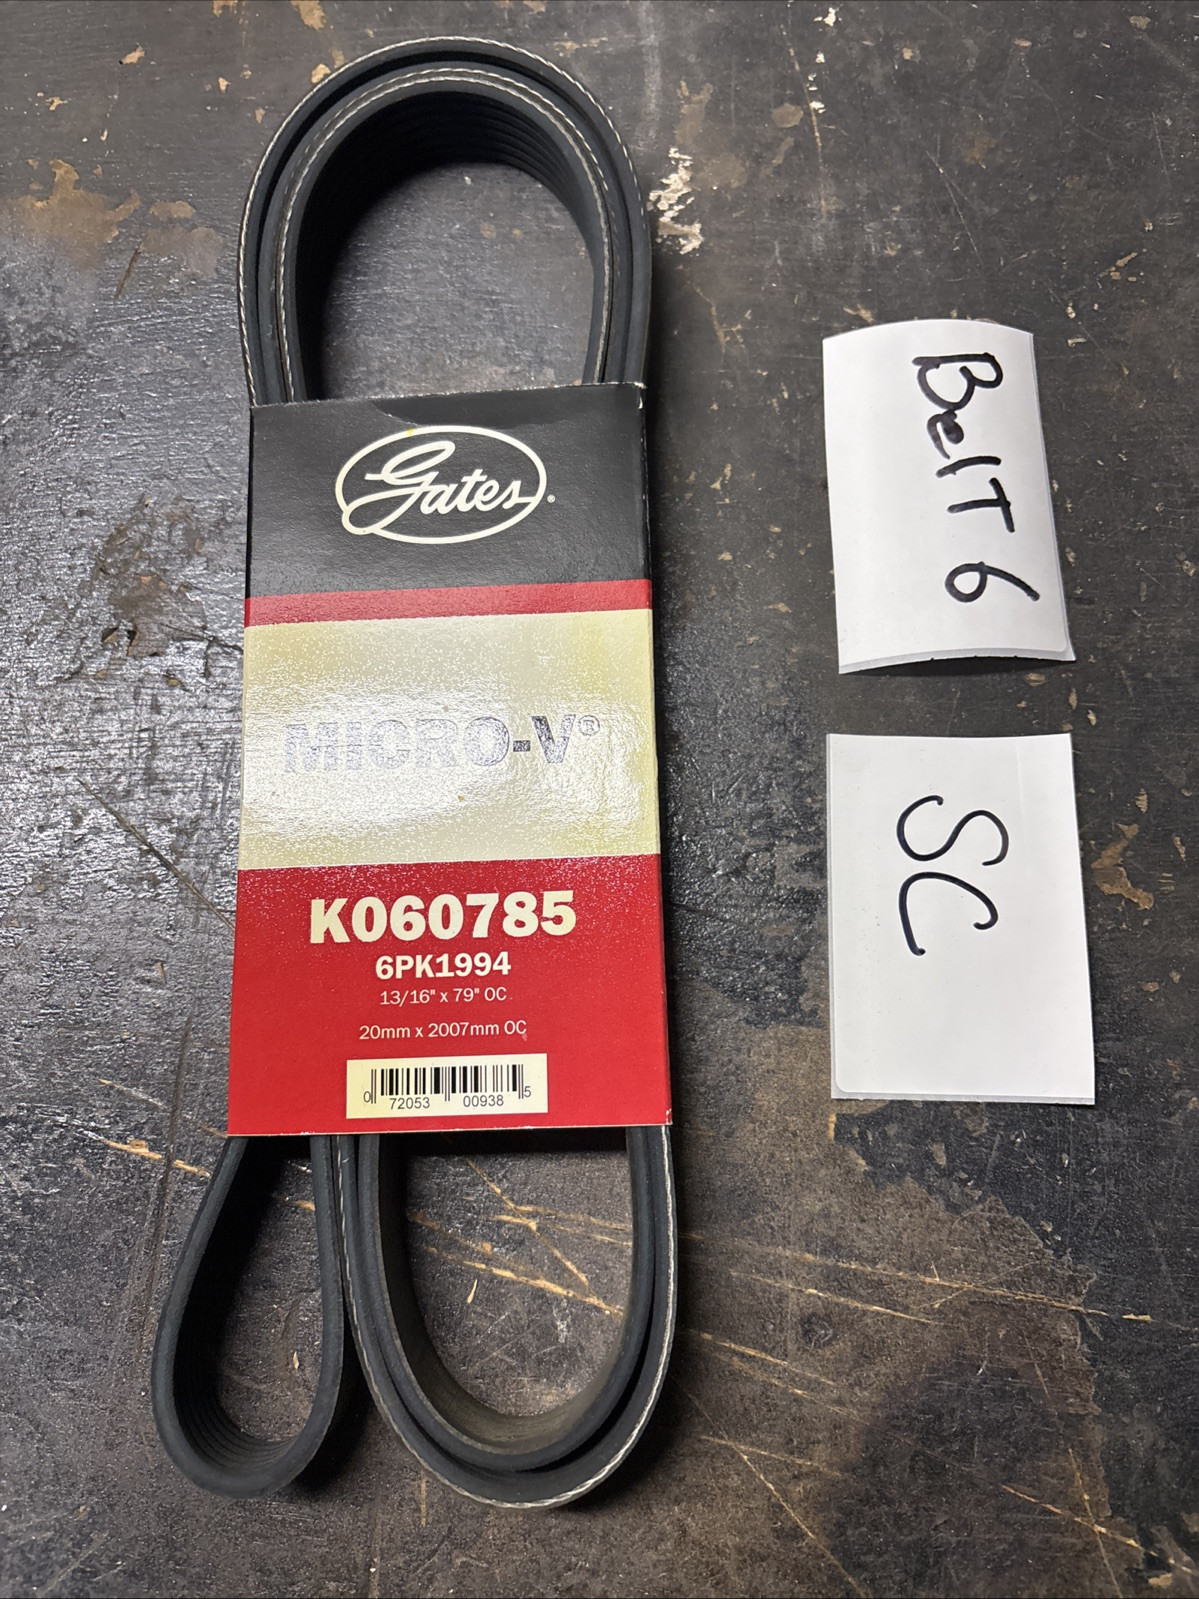 Gates®
MICRO-V®
K060785
6PK1994
13/16" x 79" OC
20mm x 2007mm OC
0 72053 00938 5
BelT 6
SC